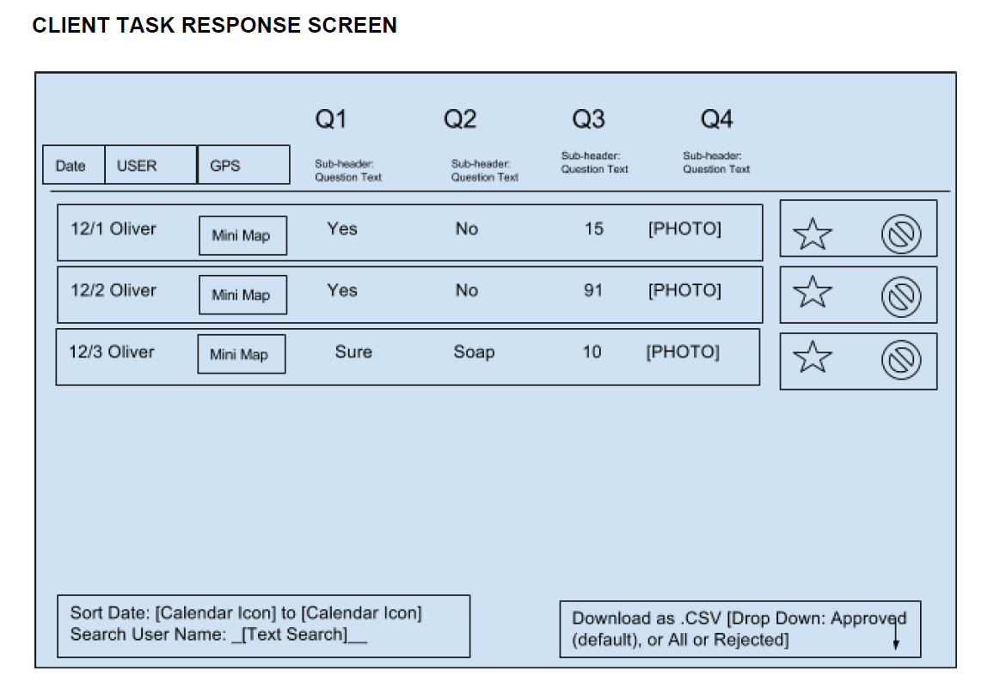 CLIENT TASK RESPONSE SCREEN
Q1 Q2 Q3 Q4
Date USER GPS
Sub-header: Sub-header: Sub-header: Sub-header:
Question Text Question Text Question Text Question Text
12/1 Oliver Mini Map Yes No 15 [PHOTO]
12/2 Oliver Mini Map Yes No 91 [PHOTO]
12/3 Oliver Mini Map Sure Soap 10 [PHOTO]
Sort Date: [Calendar Icon] to [Calendar Icon]
Search User Name: _[Text Search]__
Download as .CSV [Drop Down: Approved
(default), or All or Rejected]